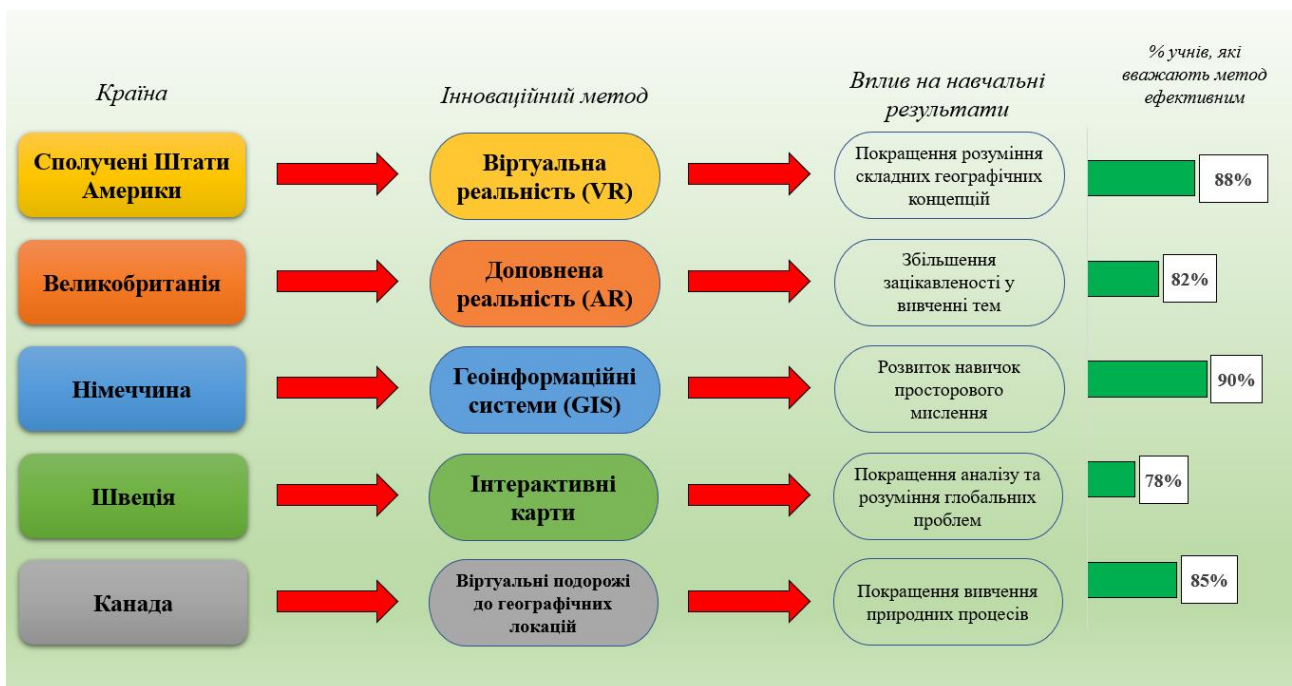 Країна
Інноваційний метод
Вплив на навчальні
результати
% учнів, які
вважають метод
ефективним
Сполучені Штати
Америки
Віртуальна
реальність (VR)
Покращення розуміння
складних географічних
концепцій
88%
Великобританія
Доповнена
реальність (AR)
Збільшення
зацікавленості у
вивченні тем
82%
Німеччина
Геоінформаційні
системи (GIS)
Розвиток навичок
просторового
мислення
90%
Швеція
Інтерактивні
карти
Покращення аналізу та
розуміння глобальних
проблем
78%
Канада
Віртуальні подорожі
до географічних
локацій
Покращення вивчення
природних процесів
85%